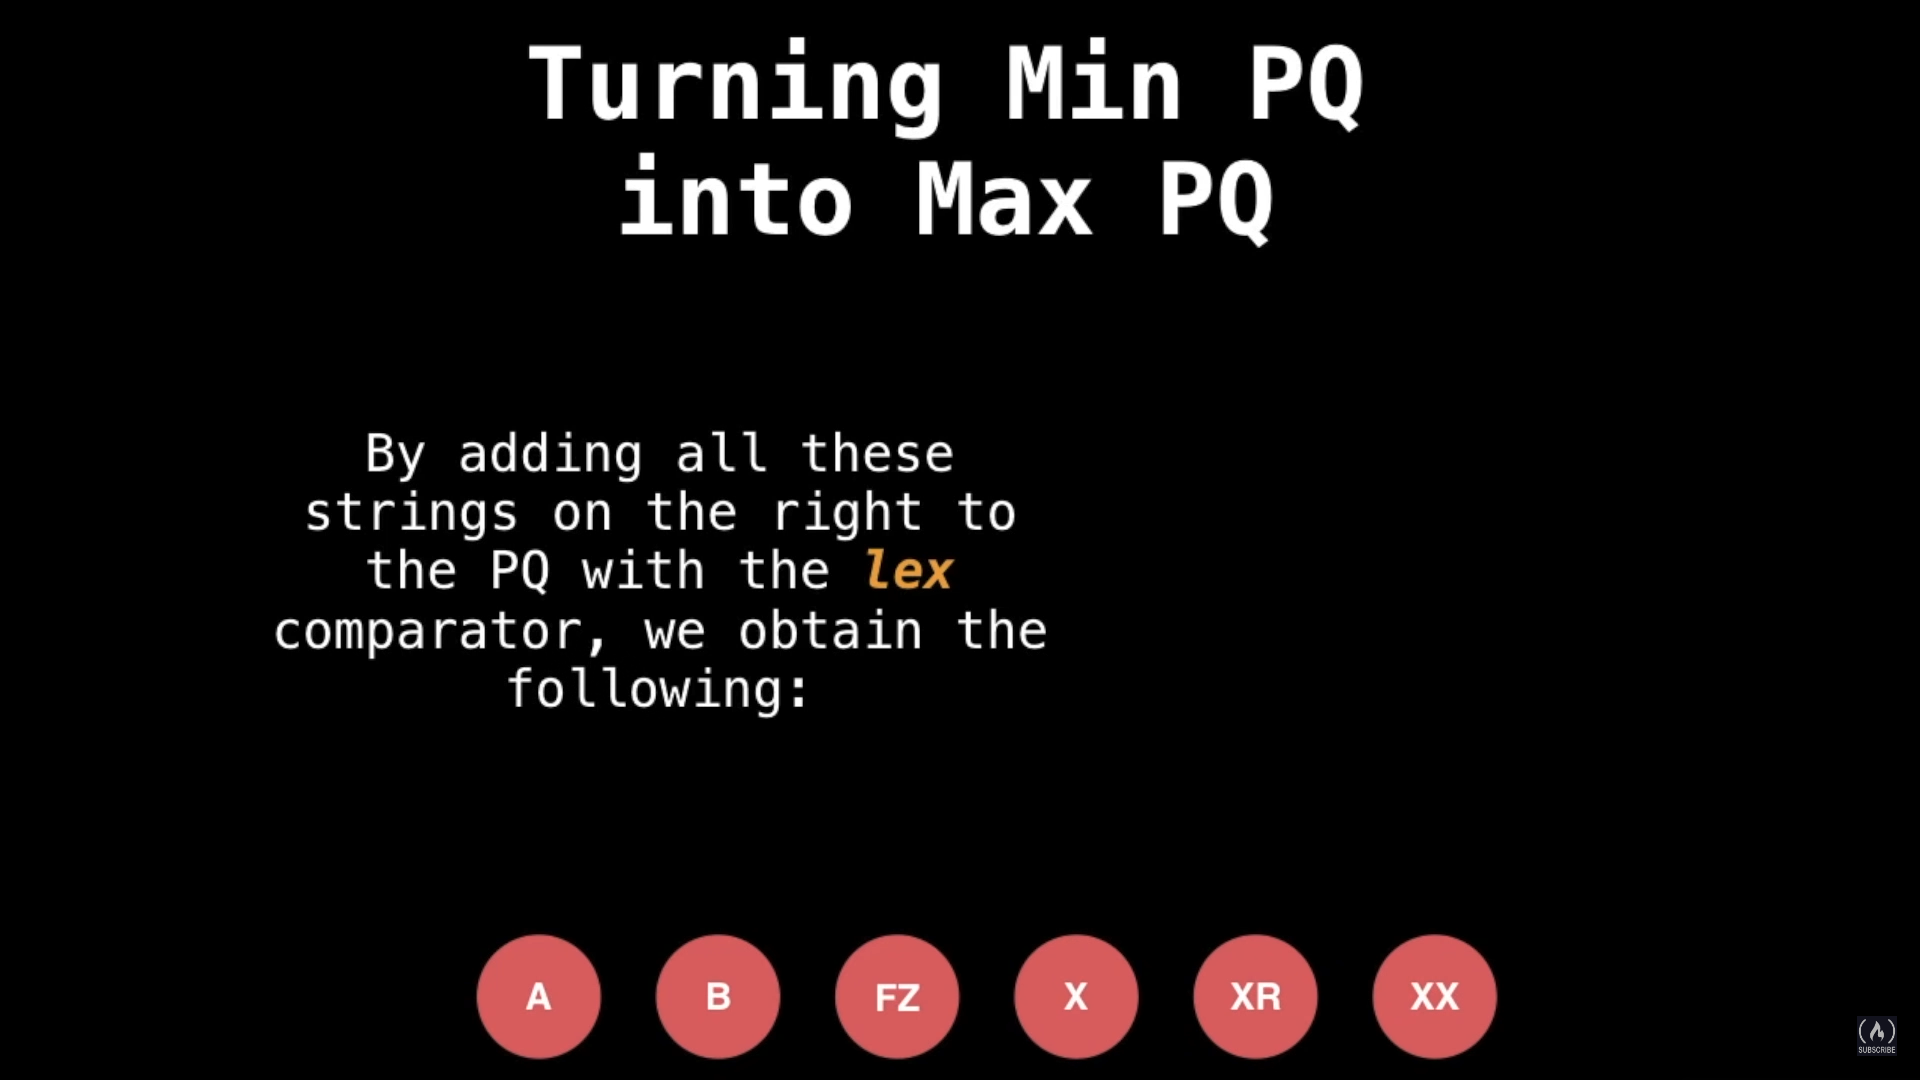 Turning Min PQ
into Max PQ
By adding all these
strings on the right to
the PQ with the lex
comparator, we obtain the
following:
A B FZ X XR XX
SUBSCRIBE